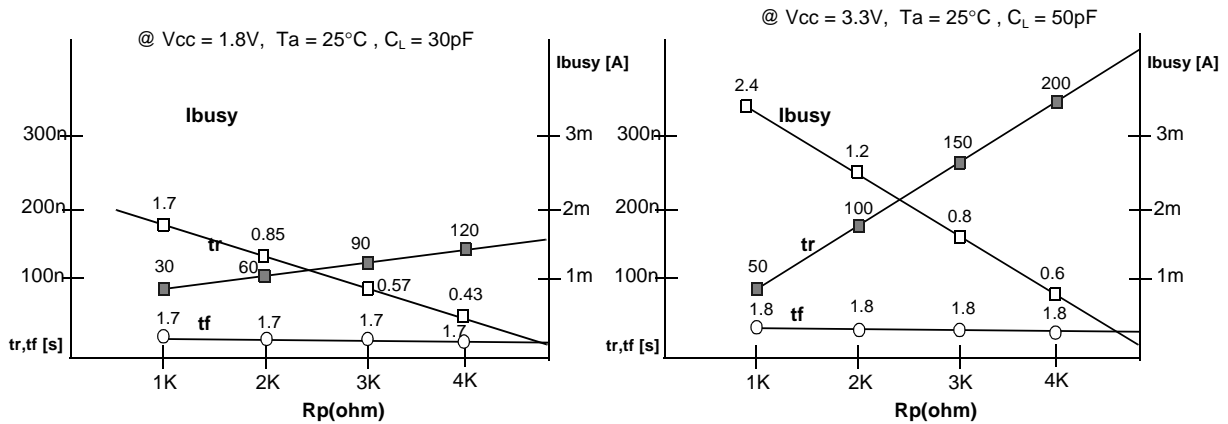 @ Vcc = 1.8V, Ta = 25°C , CL = 30pF
Ibusy [A]
Ibusy
300n
3m
200n
2m
1.7
tr
0.85
90
120
100n
1m
30
60
0.57
0.43
tf
1.7
1.7
1.7
1.7
tr,tf [s]
1K
2K
3K
4K
Rp(ohm)
@ Vcc = 3.3V, Ta = 25°C , CL = 50pF
Ibusy [A]
2.4
200
Ibusy
300n
3m
1.2
150
200n
2m
100
0.8
tr
100n
1m
50
0.6
1.8
tf
1.8
1.8
1.8
tr,tf [s]
1K
2K
3K
4K
Rp(ohm)